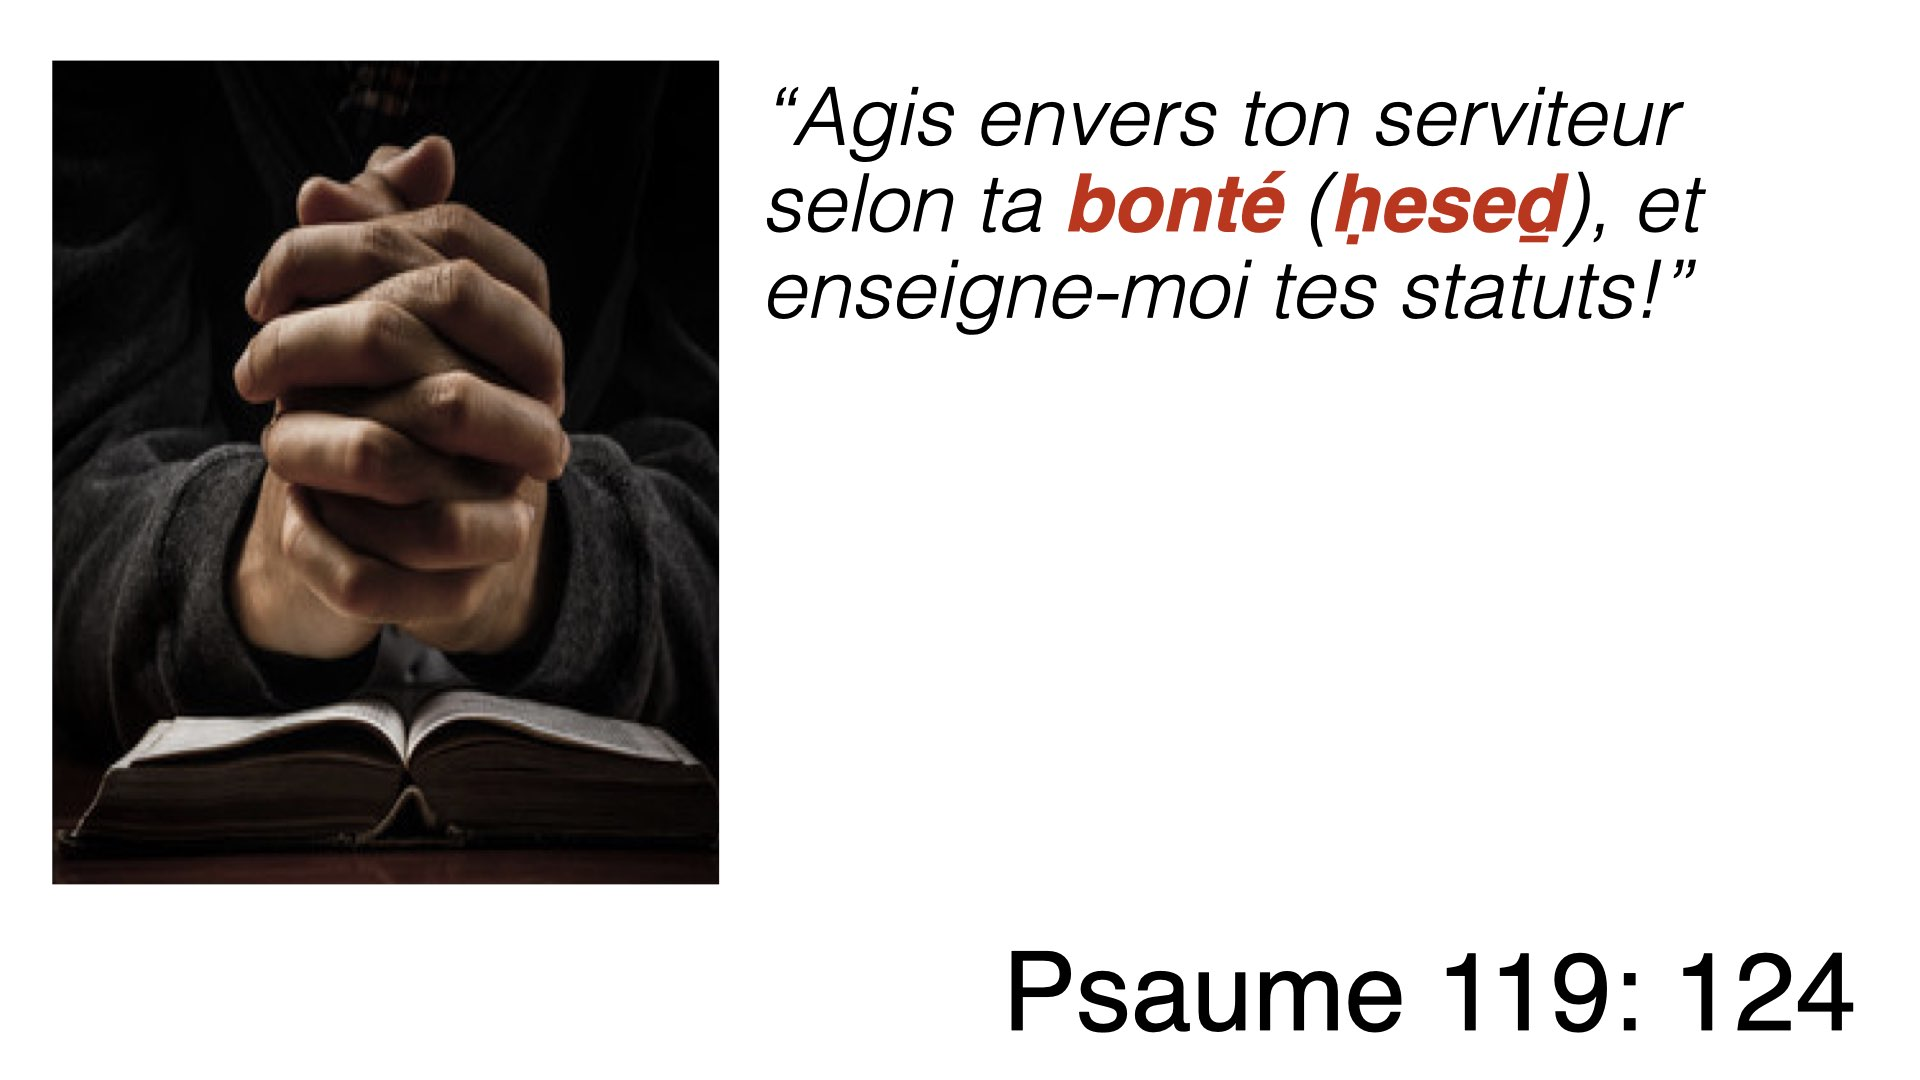 “Agis envers ton serviteur
selon ta bonté (ḥeseḏ), et
enseigne-moi tes statuts!”
Psaume 119: 124